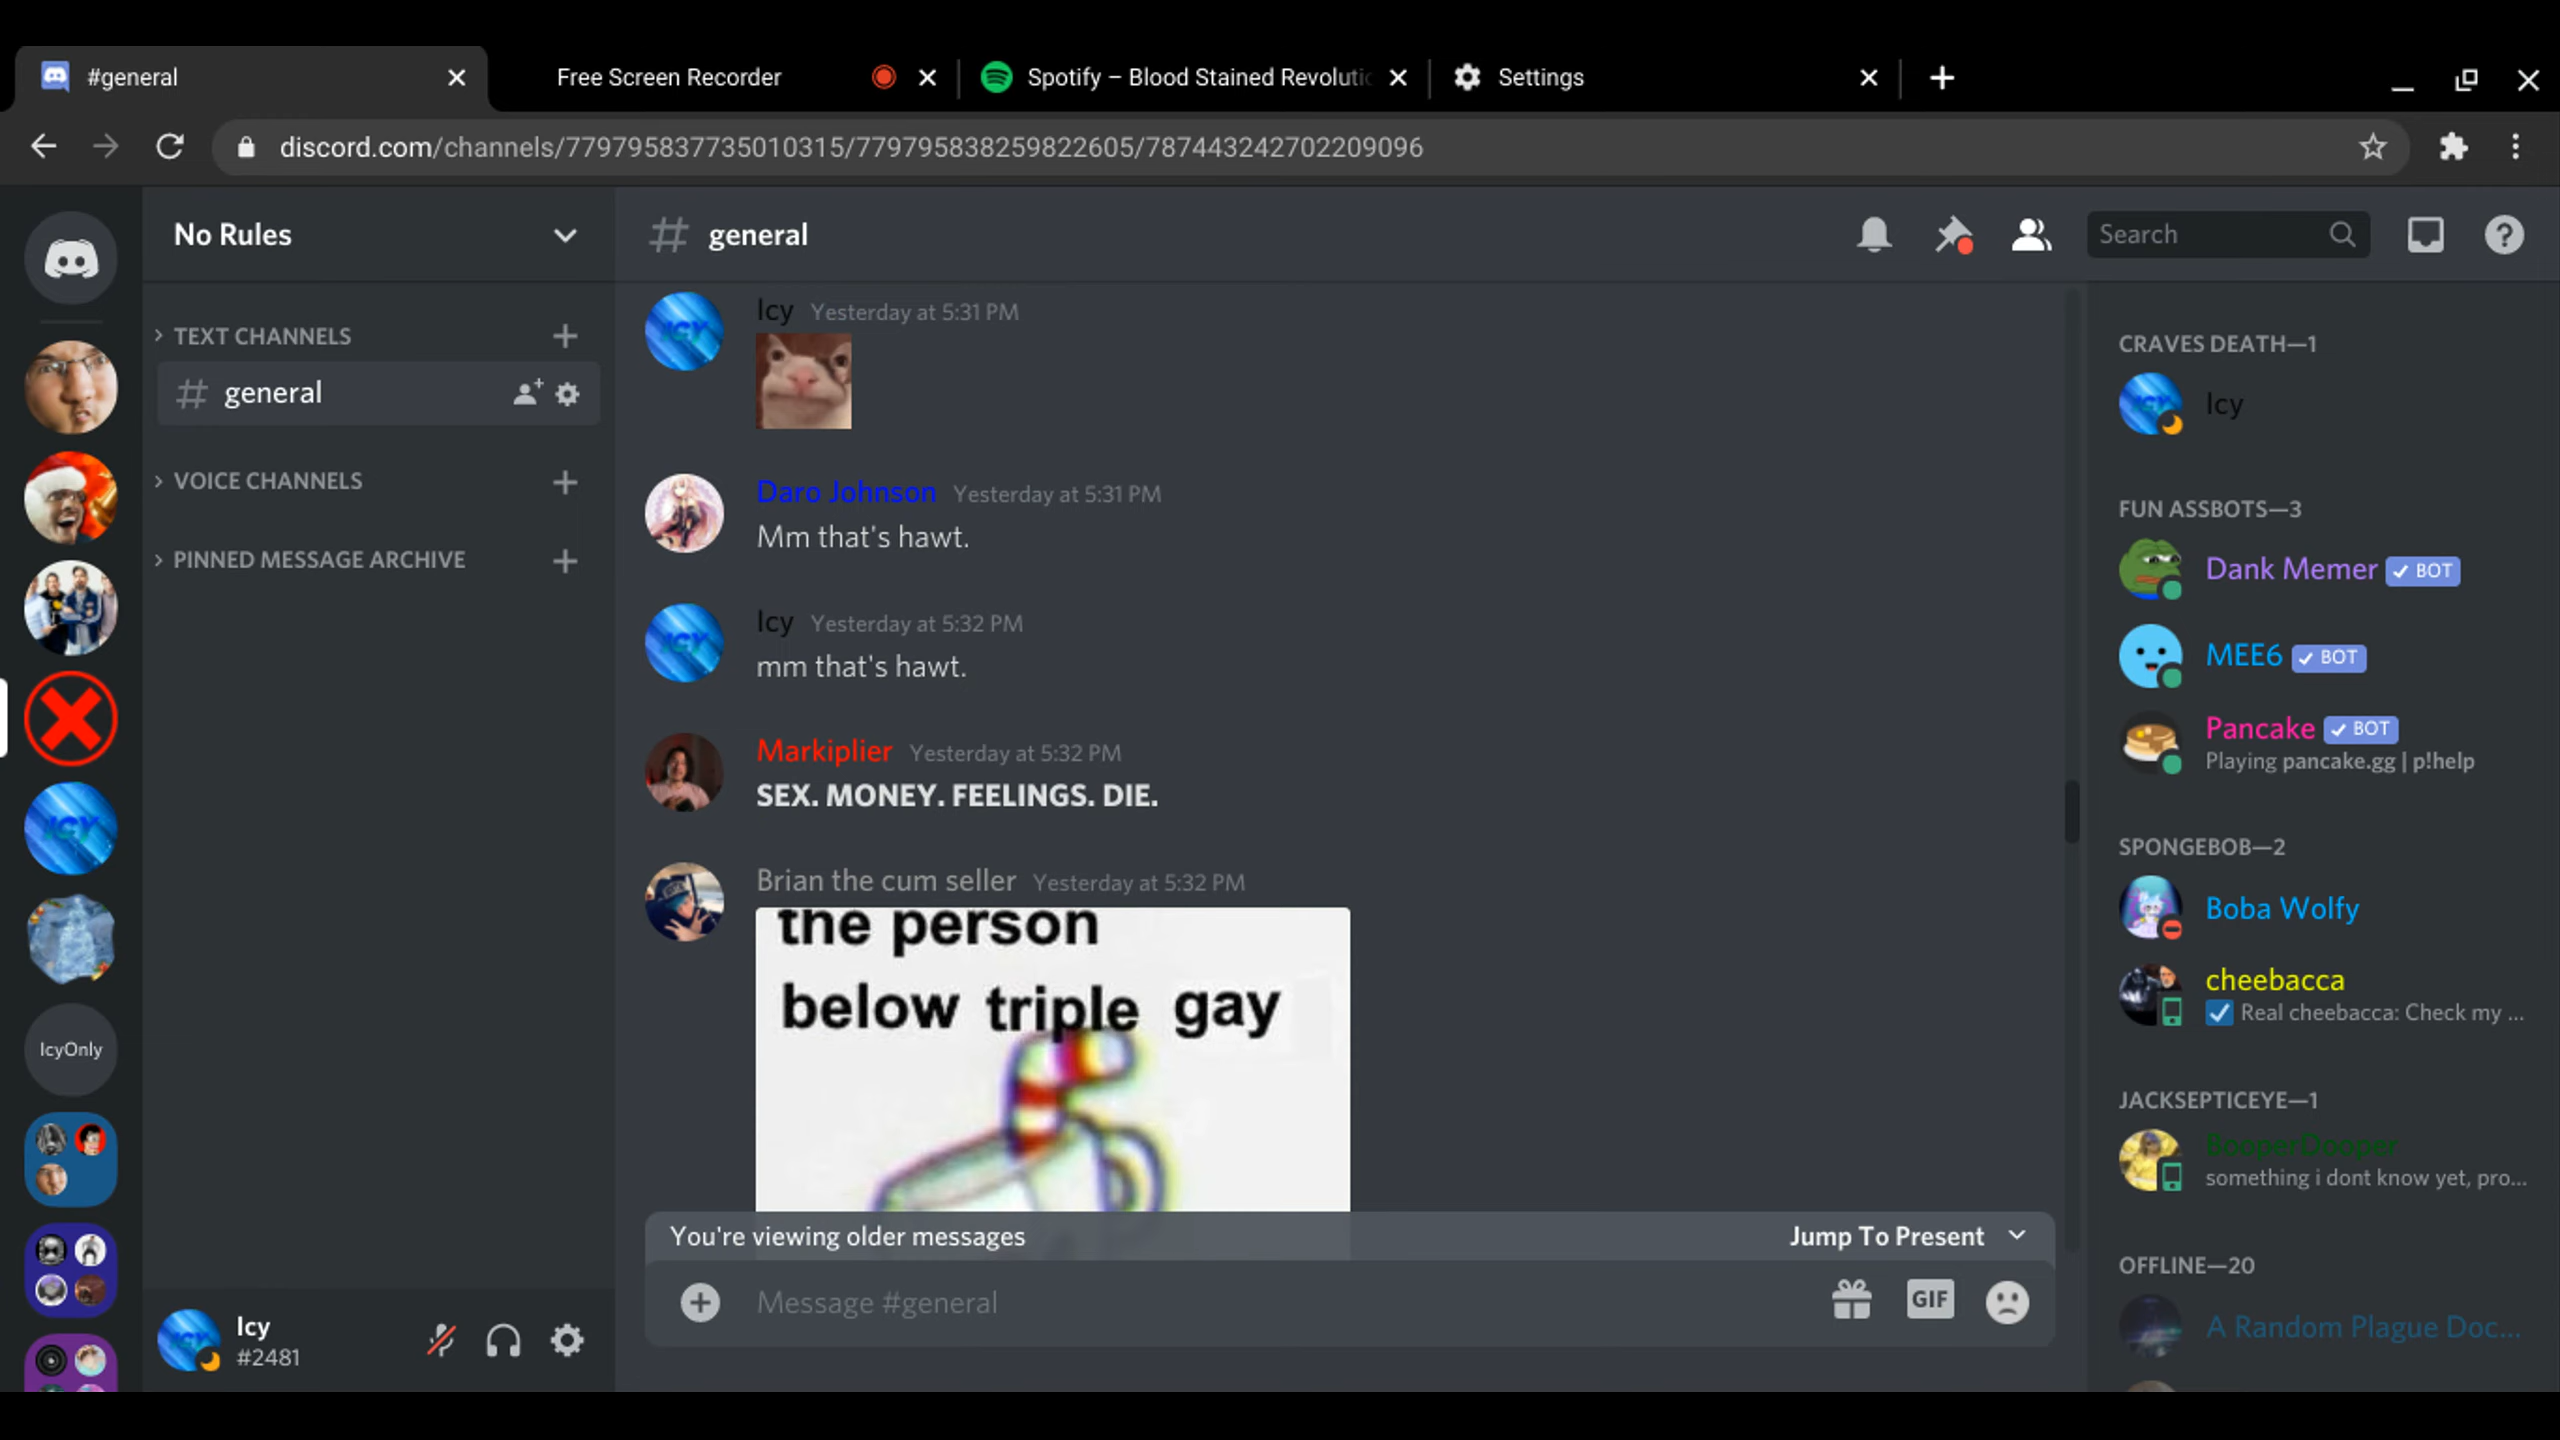 #general
Free Screen Recorder
Spotify – Blood Stained Revolutio
Settings
discord.com/channels/779795837735010315/779795838259822605/787443242702209096
No Rules
general
Search
TEXT CHANNELS
general
VOICE CHANNELS
PINNED MESSAGE ARCHIVE
IcyOnly
Icy
#2481
Icy Yesterday at 5:31 PM
Daro Johnson Yesterday at 5:31 PM
Mm that's hawt.
Icy Yesterday at 5:32 PM
mm that's hawt.
Markiplier Yesterday at 5:32 PM
SEX. MONEY. FEELINGS. DIE.
Brian the cum seller Yesterday at 5:32 PM
the person
below triple gay
You're viewing older messages
Jump To Present
Message #general
GIF
CRAVES DEATH—1
Icy
FUN ASSBOTS—3
Dank Memer BOT
MEE6 BOT
Pancake BOT
Playing pancake.gg | p!help
SPONGEBOB—2
Boba Wolfy
cheebacca
Real cheebacca: Check my ...
JACKSEPTICEYE—1
BooperDooper
something i dont know yet, pro...
OFFLINE—20
A Random Plague Doc...
ICY